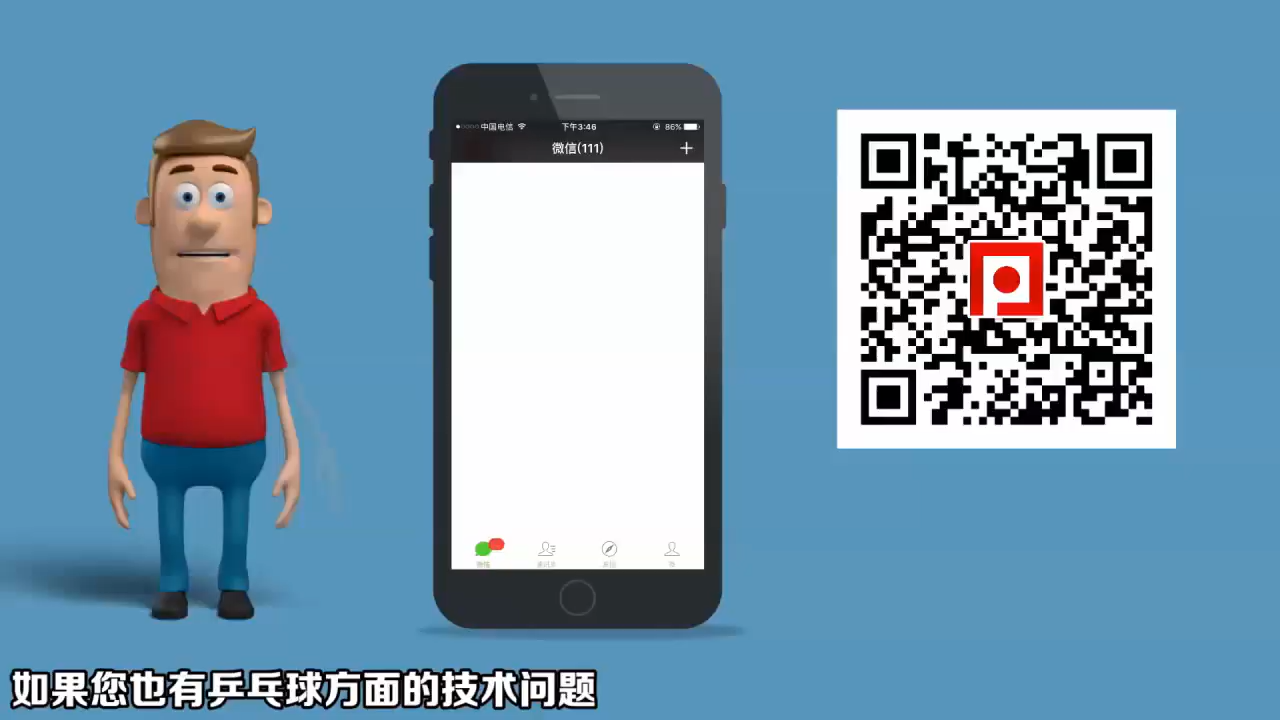 中国电信 下午3:46 86%
微信(111) +
如果您也有乒乓球方面的技术问题